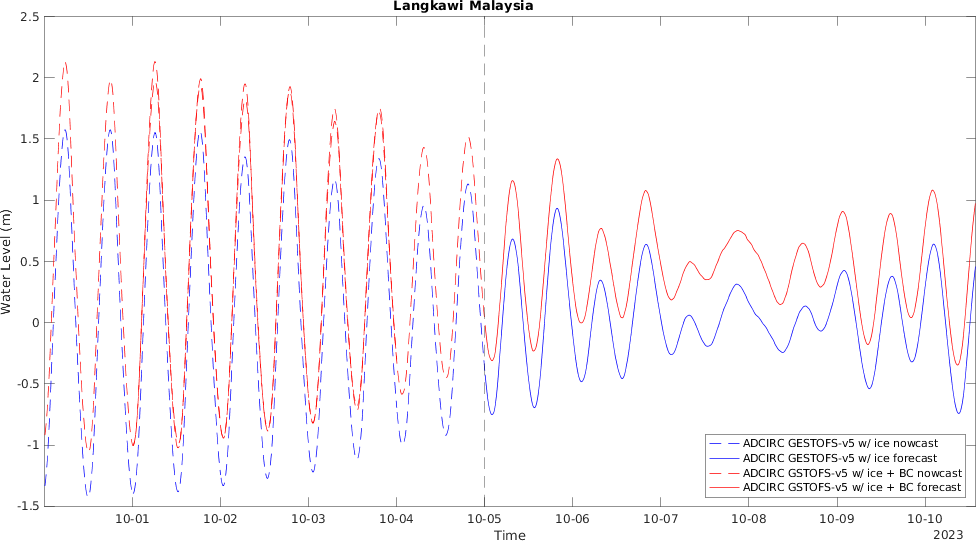 Langkawi Malaysia
2.5
2
1.5
1
0.5
0
-0.5
-1
-1.5
Water Level (m)
10-01
10-02
10-03
10-04
10-05
10-06
10-07
10-08
10-09
10-10
Time
2023
ADCIRC GESTOFS-v5 w/ ice nowcast
ADCIRC GESTOFS-v5 w/ ice forecast
ADCIRC GSTOFS-v5 w/ ice + BC nowcast
ADCIRC GSTOFS-v5 w/ ice + BC forecast